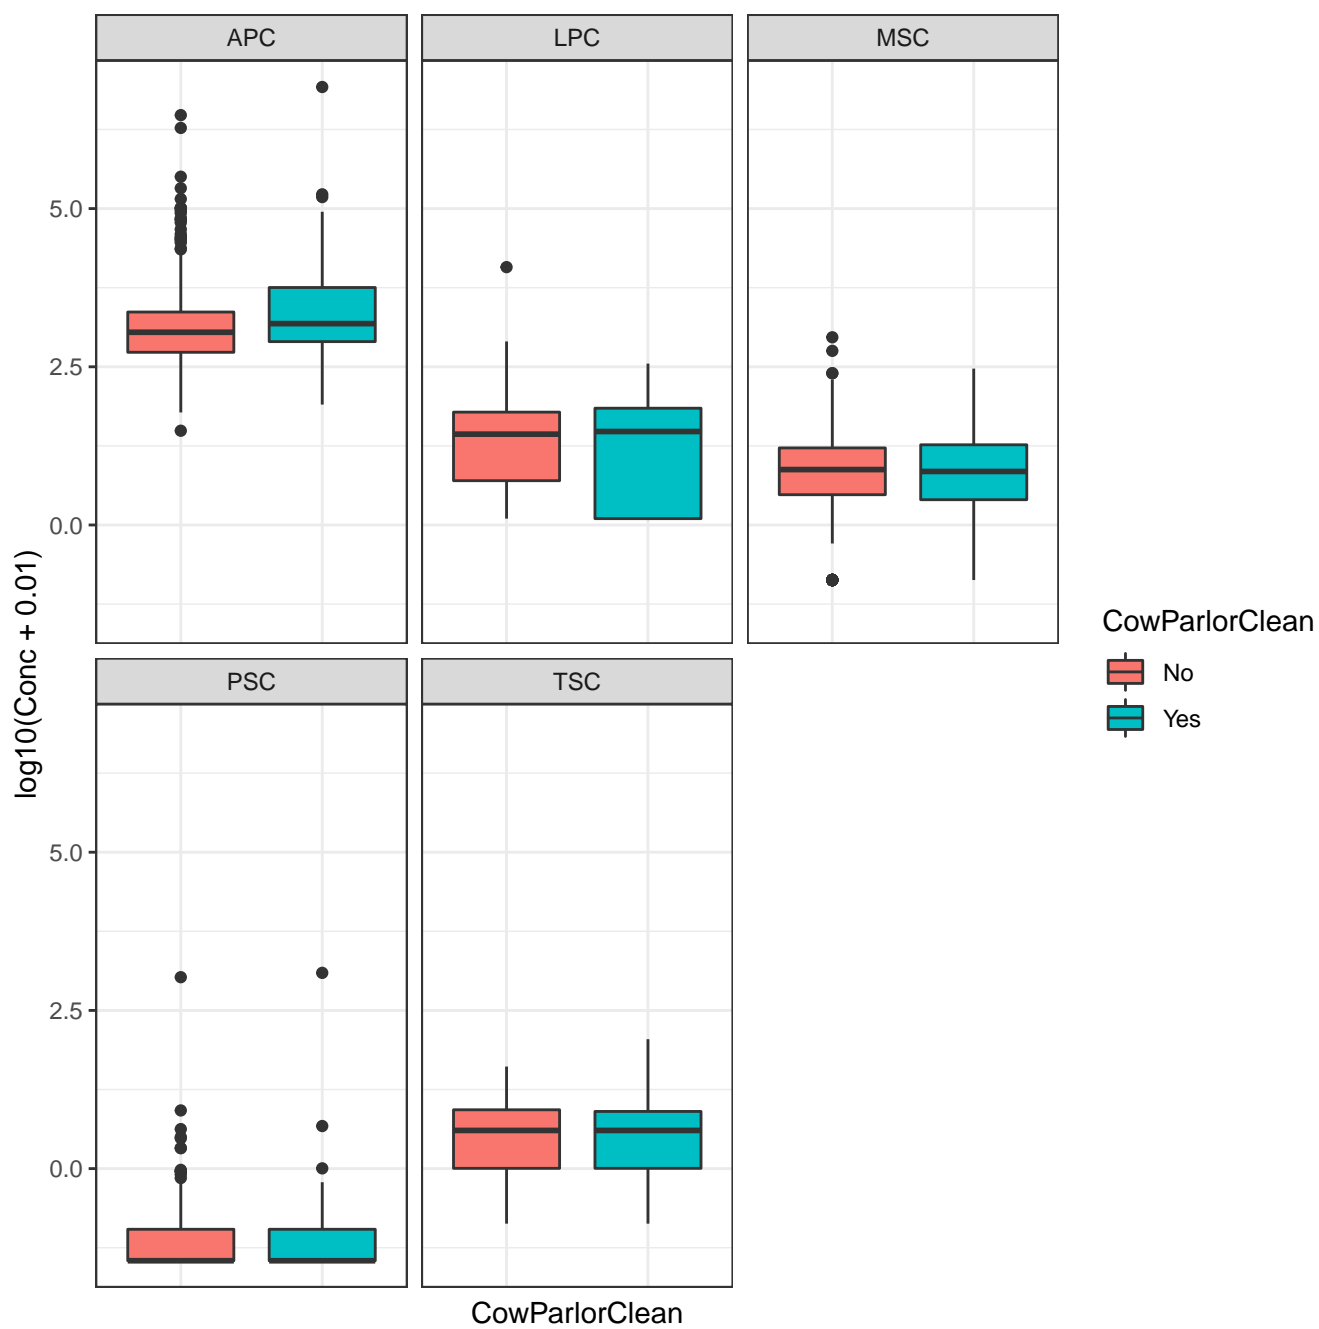 APC LPC MSC
5.0
2.5
0.0
log10(Conc + 0.01)
CowParlorClean
No
Yes
PSC TSC
5.0
2.5
0.0
CowParlorClean